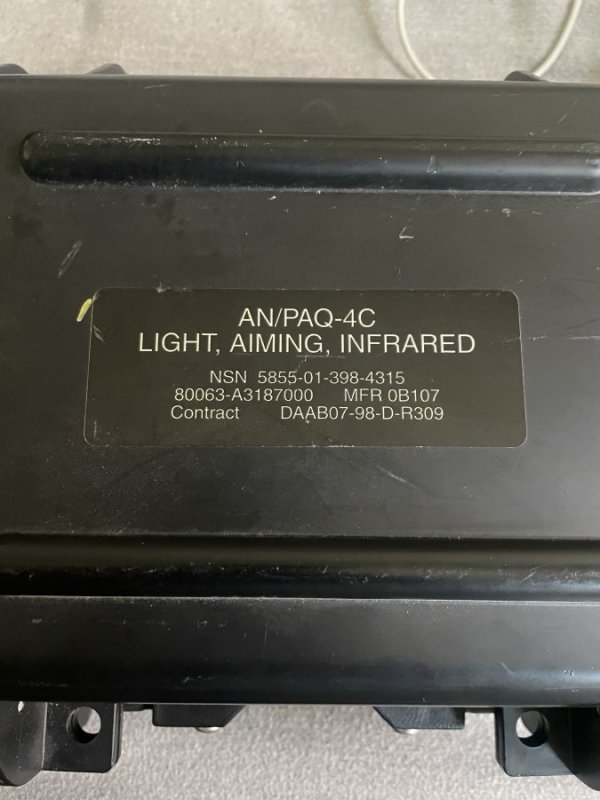 AN/PAQ-4C
LIGHT, AIMING, INFRARED
NSN 5855-01-398-4315
80063-A3187000 MFR 0B107
Contract DAAB07-98-D-R309